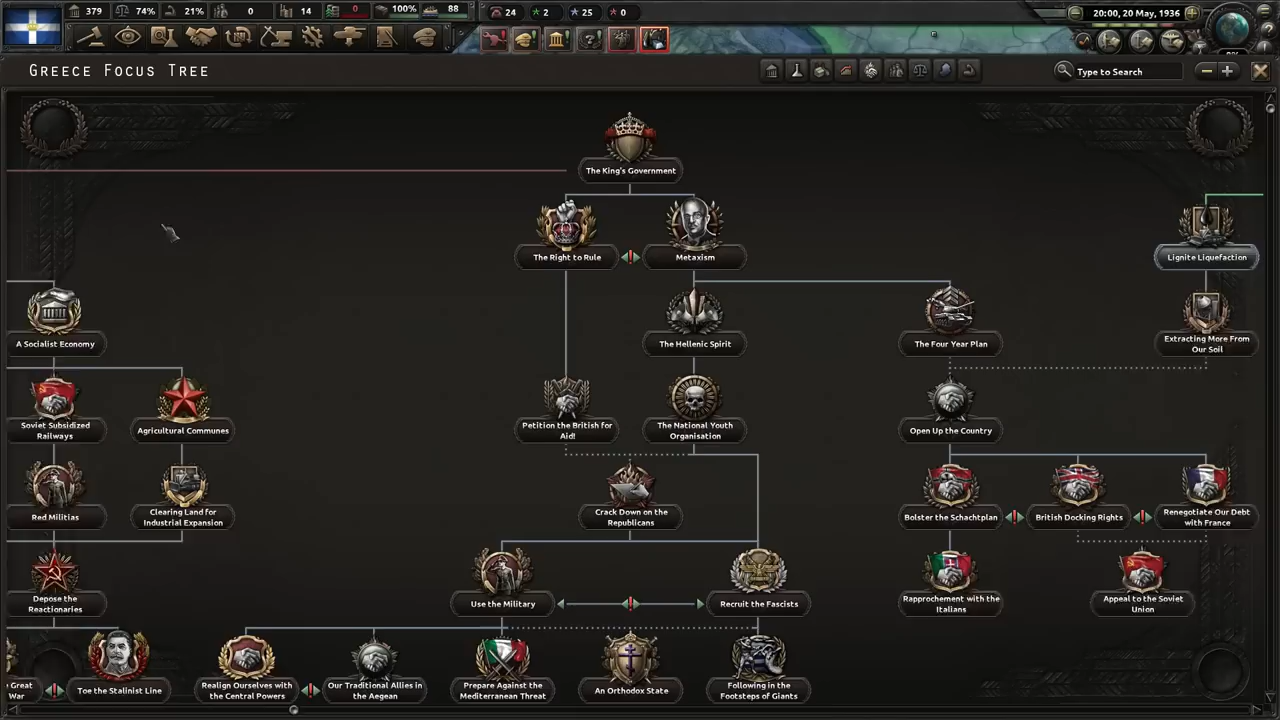 379 74% 21% 0 14 0 100% 88 24 2 25 0 20:00, 20 May, 1936
Greece Focus Tree
Type to Search
The King's Government
The Right to Rule
Metaxism
Lignite Liquefaction
A Socialist Economy
The Hellenic Spirit
The Four Year Plan
Extracting More From
Our Soil
Soviet Subsidized
Railways
Agricultural Communes
Petition the British for
Aid!
The National Youth
Organisation
Open Up the Country
Red Militias
Clearing Land for
Industrial Expansion
Crack Down on the
Republicans
Bolster the Schachtplan
British Docking Rights
Renegotiate Our Debt
with France
Depose the
Reactionaries
Use the Military
Recruit the Fascists
Rapprochement with the
Italians
Appeal to the Soviet
Union
Great
War
Toe the Stalinist Line
Realign Ourselves with
the Central Powers
Our Traditional Allies in
the Aegean
Prepare Against the
Mediterranean Threat
An Orthodox State
Following in the
Footsteps of Giants